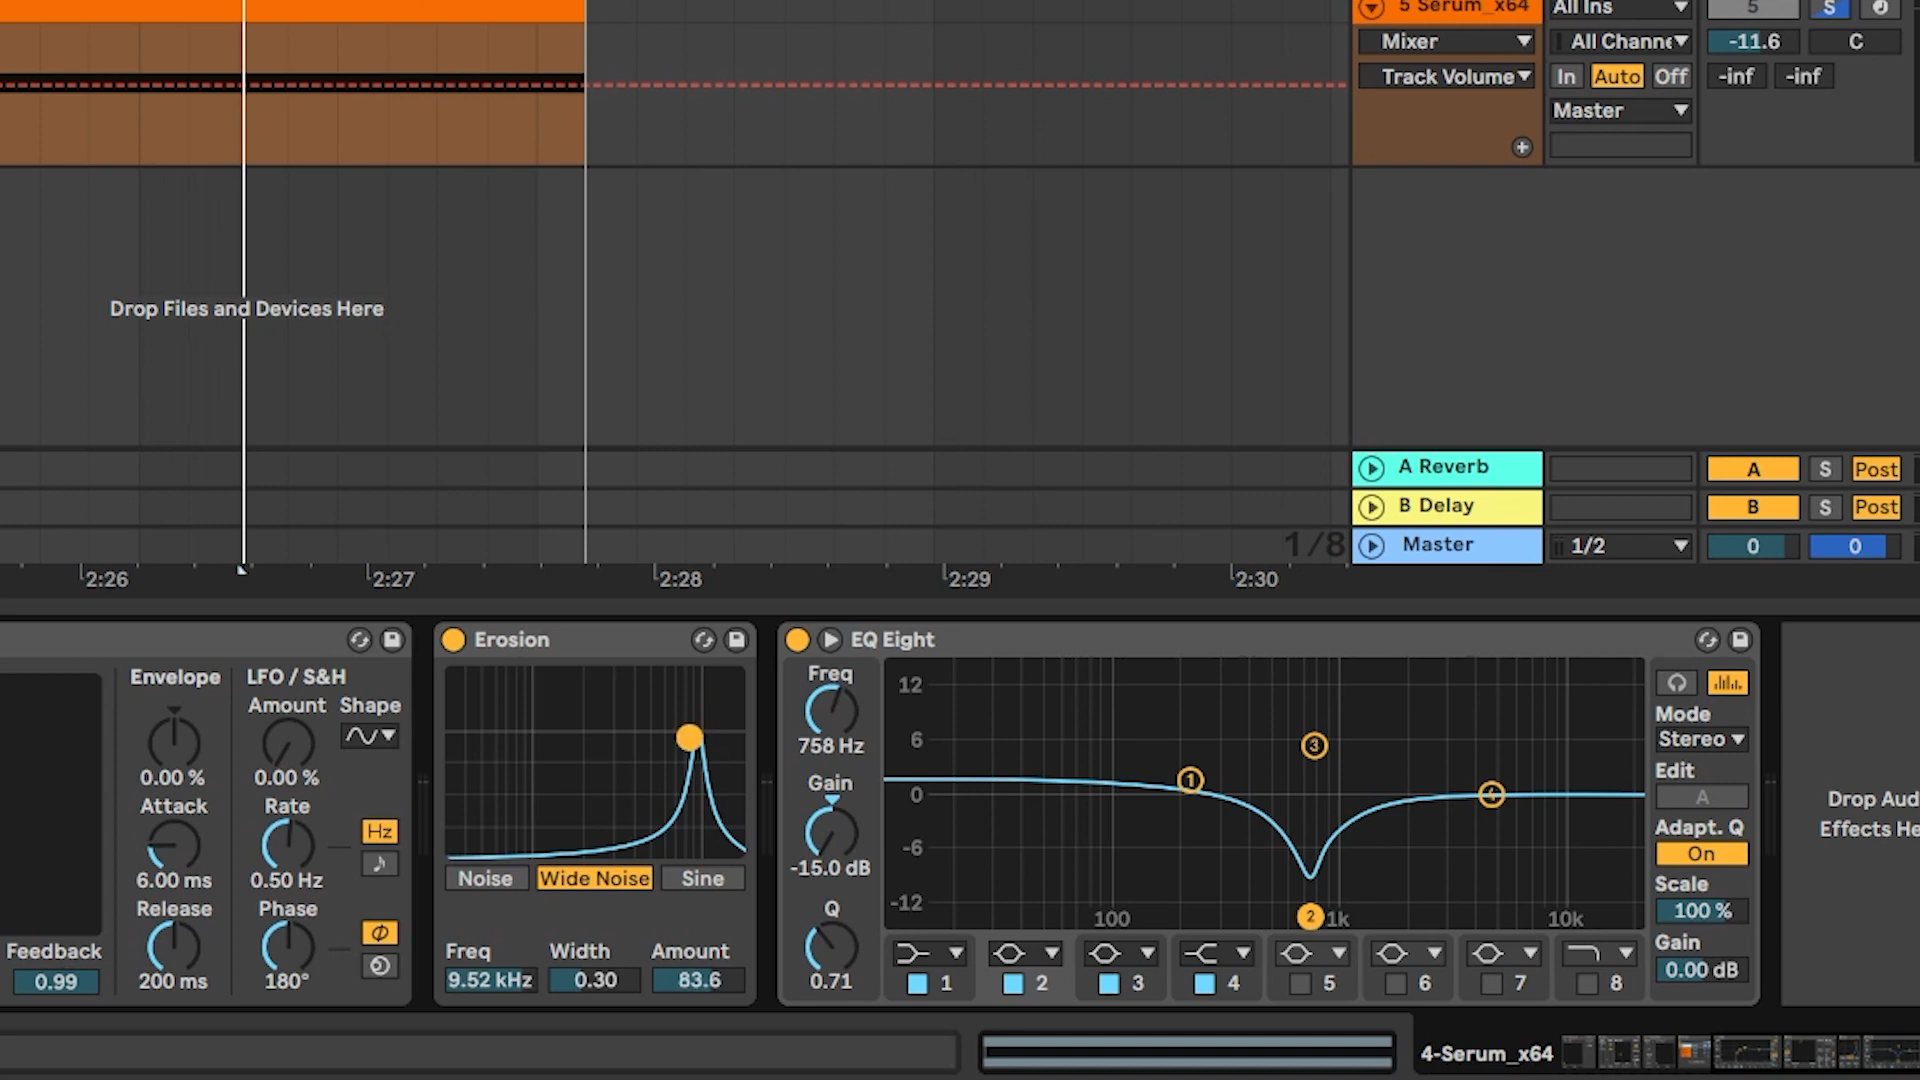 5 Serum_x64
All Ins
5
S
Mixer
All Channe
-11.6
C
Track Volume
In
Auto
Off
-inf
-inf
Master
Drop Files and Devices Here
A Reverb
A
S
Post
B Delay
B
S
Post
1/8
Master
1/2
0
0
2:26
2:27
2:28
2:29
2:30
Envelope
0.00 %
Attack
6.00 ms
Release
200 ms
Feedback
0.99
LFO / S&H
Amount
Shape
0.00 %
Rate
Hz
0.50 Hz
Phase
180°
Erosion
Noise
Wide Noise
Sine
Freq
Width
Amount
9.52 kHz
0.30
83.6
EQ Eight
Freq
758 Hz
Gain
-15.0 dB
Q
0.71
12
6
0
-6
-12
100
1k
10k
1
2
3
4
1
2
3
4
5
6
7
8
Mode
Stereo
Edit
A
Adapt. Q
On
Scale
100 %
Gain
0.00 dB
Drop Aud
Effects He
4-Serum_x64